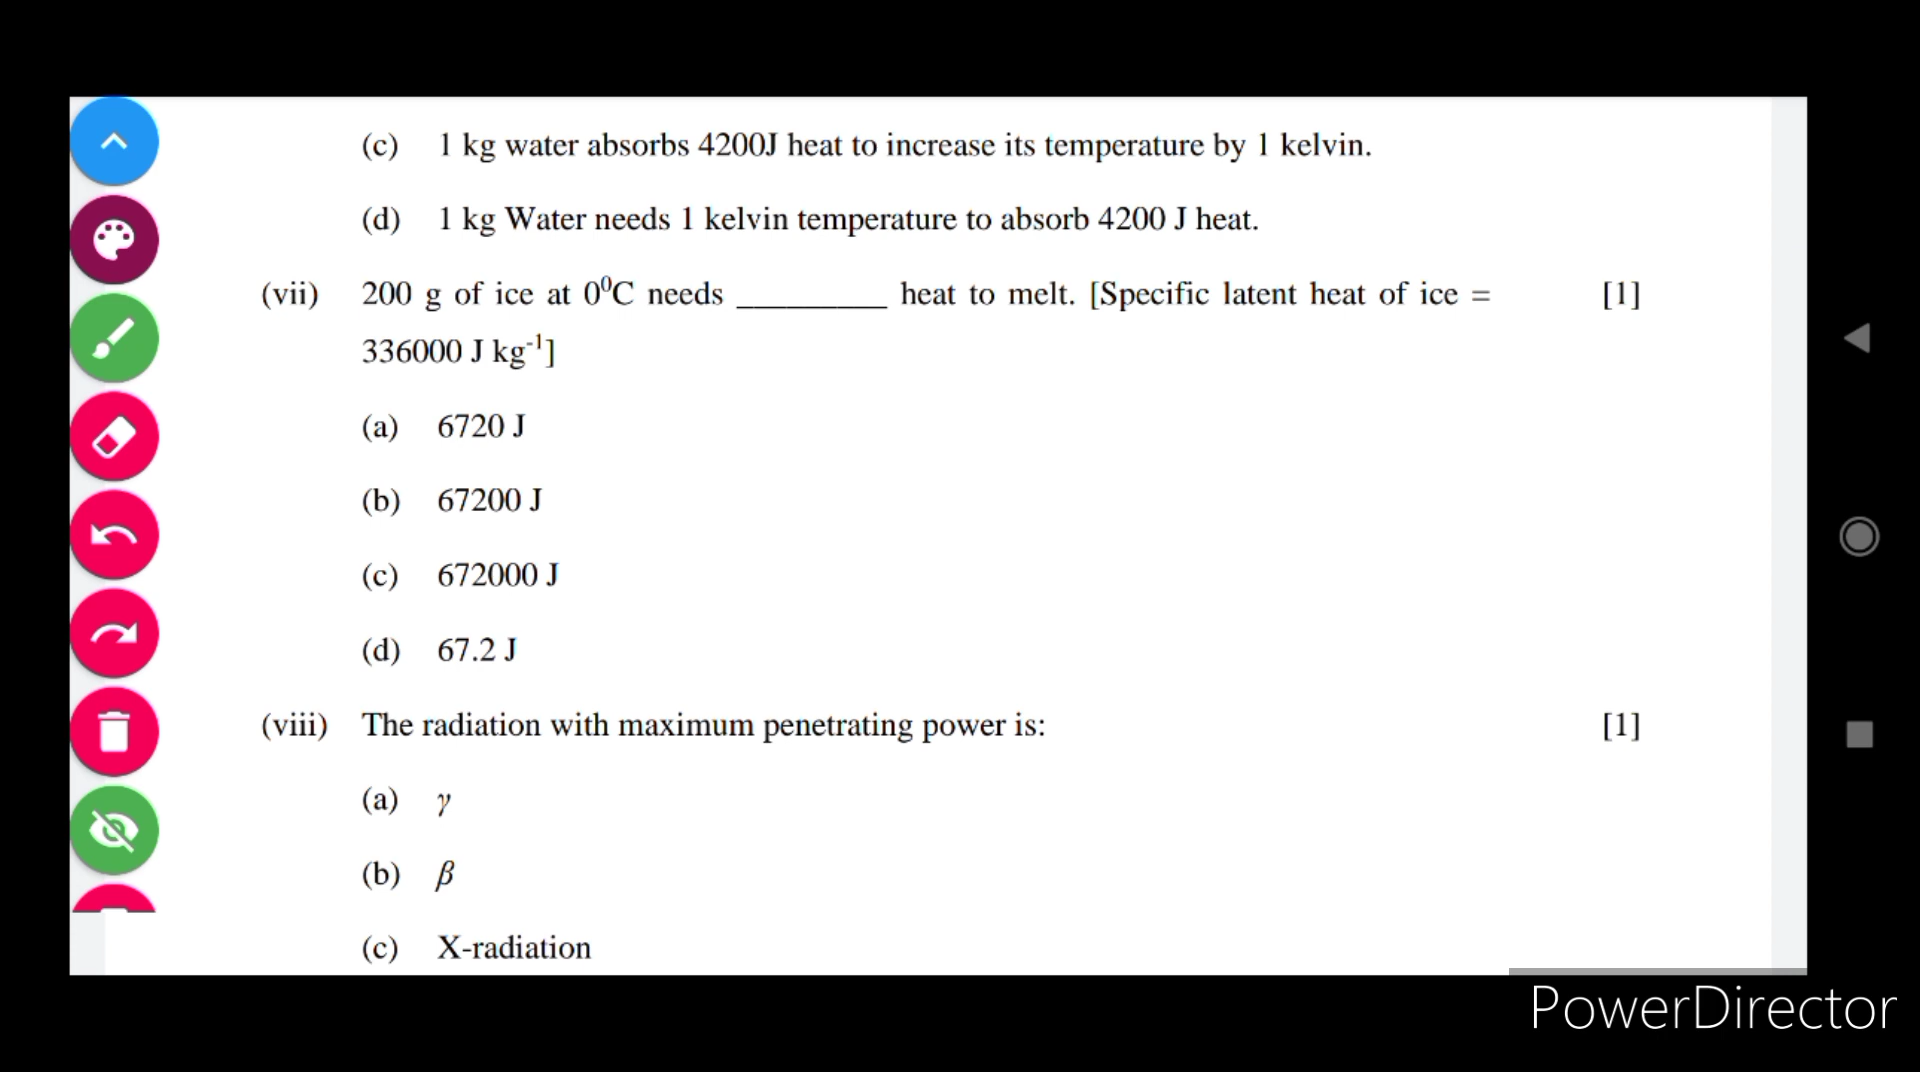 (c) 1 kg water absorbs 4200J heat to increase its temperature by 1 kelvin.
(d) 1 kg Water needs 1 kelvin temperature to absorb 4200 J heat.
(vii) 200 g of ice at 0⁰C needs _________ heat to melt. [Specific latent heat of ice = [1]
336000 J kg⁻¹]
(a) 6720 J
(b) 67200 J
(c) 672000 J
(d) 67.2 J
(viii) The radiation with maximum penetrating power is: [1]
(a) γ
(b) β
(c) X-radiation
PowerDirector